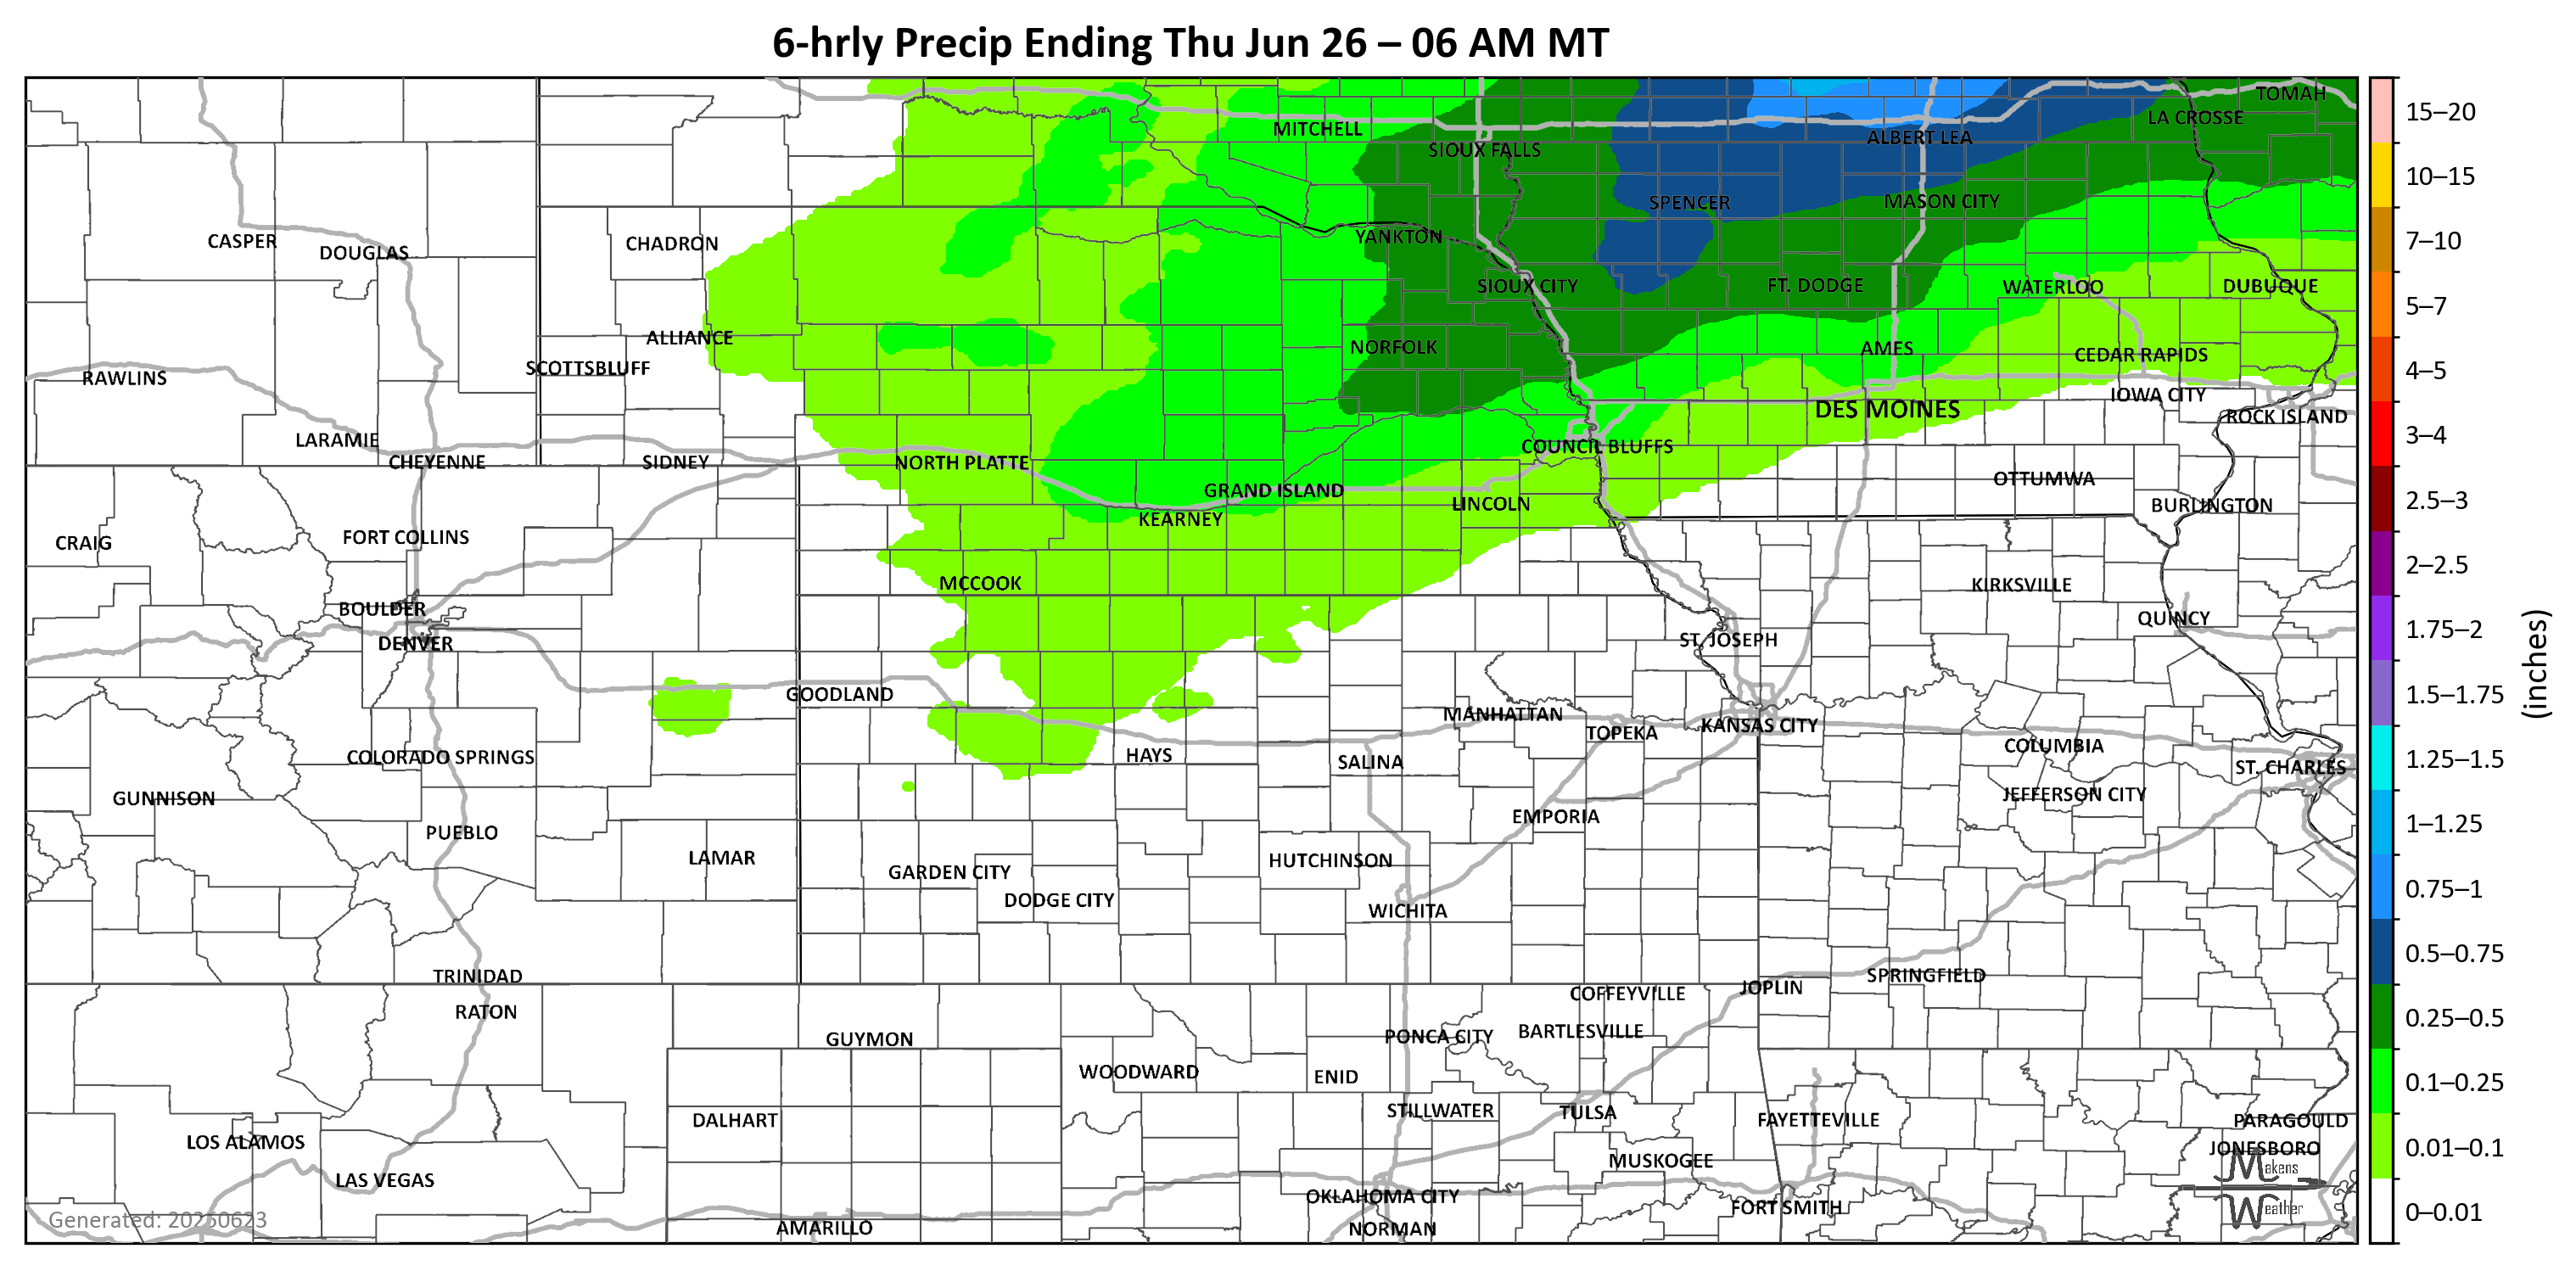 6-hrly Precip Ending Thu Jun 26 – 06 AM MT
TOMAH
LA CROSSE
MITCHELL
ALBERT LEA
SIOUX FALLS
SPENCER
MASON CITY
YANKTON
CASPER
CHADRON
DOUGLAS
SIOUX CITY
FT. DODGE
WATERLOO
DUBUQUE
ALLIANCE
NORFOLK
AMES
CEDAR RAPIDS
SCOTTSBLUFF
RAWLINS
IOWA CITY
DES MOINES
ROCK ISLAND
LARAMIE
COUNCIL BLUFFS
CHEYENNE
SIDNEY
NORTH PLATTE
OTTUMWA
GRAND ISLAND
LINCOLN
BURLINGTON
KEARNEY
FORT COLLINS
CRAIG
MCCOOK
KIRKSVILLE
BOULDER
QUINCY
DENVER
ST. JOSEPH
GOODLAND
MANHATTAN
KANSAS CITY
TOPEKA
COLUMBIA
COLORADO SPRINGS
HAYS
SALINA
ST. CHARLES
GUNNISON
JEFFERSON CITY
EMPORIA
PUEBLO
LAMAR
HUTCHINSON
GARDEN CITY
DODGE CITY
WICHITA
TRINIDAD
SPRINGFIELD
JOPLIN
COFFEYVILLE
RATON
BARTLESVILLE
PONCA CITY
GUYMON
WOODWARD
ENID
STILLWATER
TULSA
DALHART
FAYETTEVILLE
PARAGOULD
LOS ALAMOS
JONESBORO
MUSKOGEE
LAS VEGAS
OKLAHOMA CITY
FORT SMITH
AMARILLO
NORMAN
Makens
Weather
Generated: 20250623
15–20
10–15
7–10
5–7
4–5
3–4
2.5–3
2–2.5
1.75–2
1.5–1.75
1.25–1.5
1–1.25
0.75–1
0.5–0.75
0.25–0.5
0.1–0.25
0.01–0.1
0–0.01
(inches)